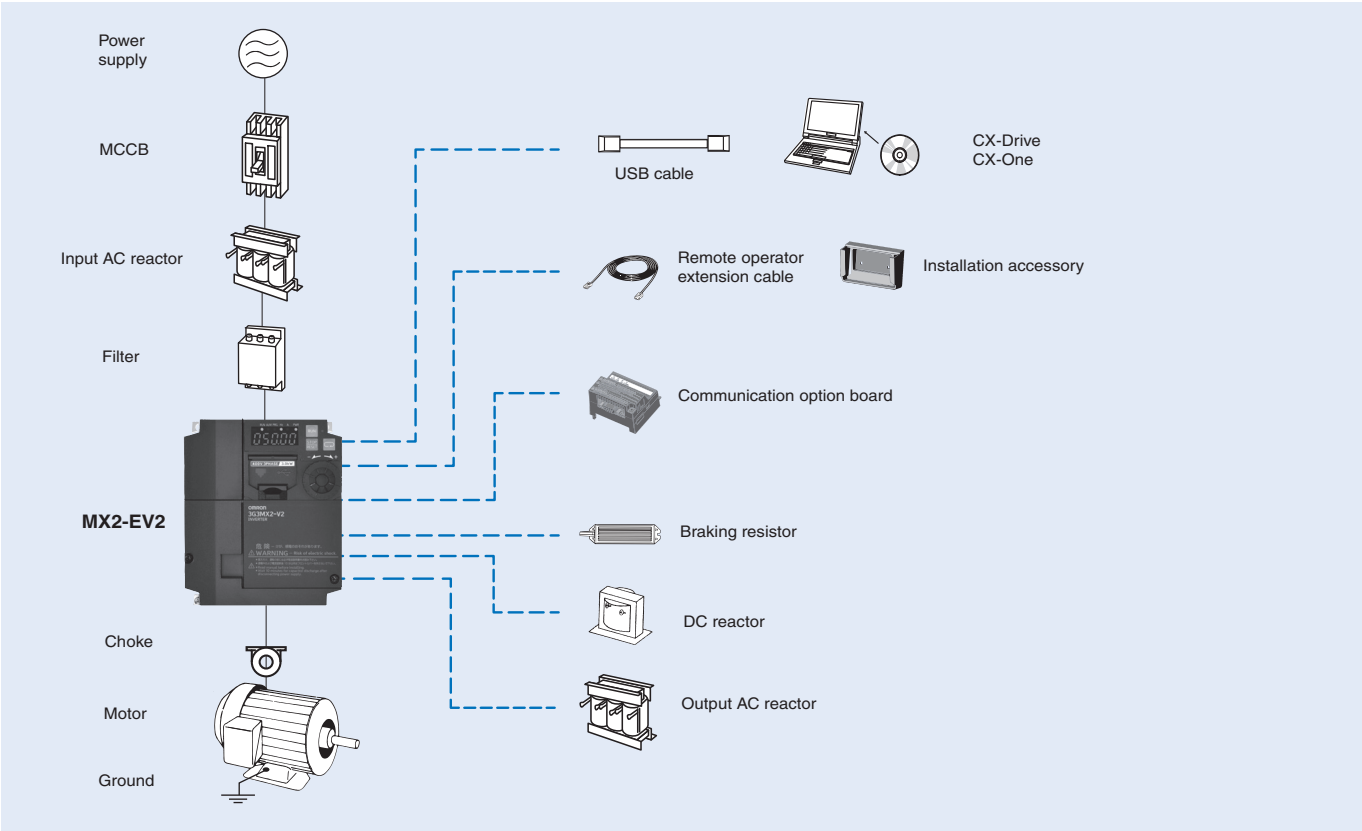 Power
supply
MCCB
USB cable
CX-Drive
CX-One
Input AC reactor
Remote operator
extension cable
Installation accessory
Filter
Communication option board
05000
MX2-EV2
OMRON
3G3MX2-V2
INVERTER
WARNING
Braking resistor
DC reactor
Choke
Output AC reactor
Motor
Ground